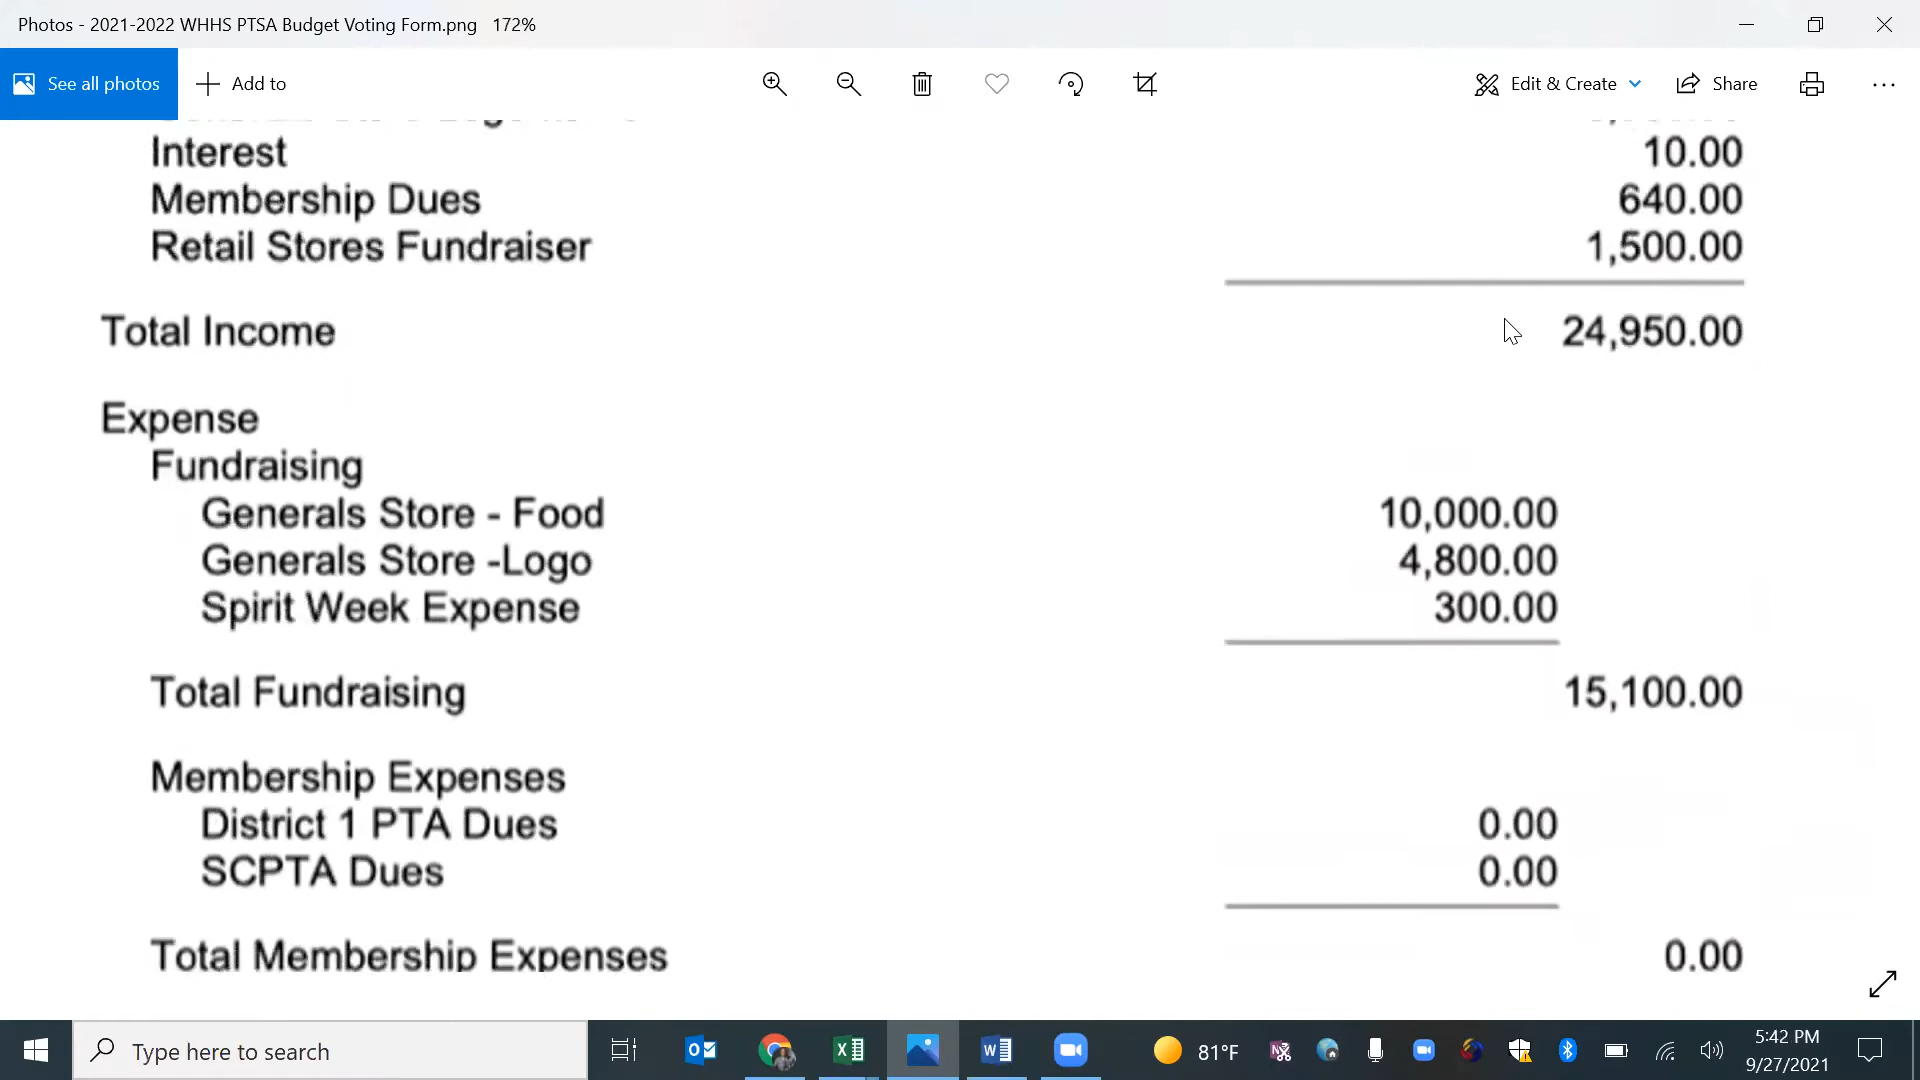 Photos - 2021-2022 WHHS PTSA Budget Voting Form.png 172%
See all photos Add to Edit & Create Share
Interest 10.00
Membership Dues 640.00
Retail Stores Fundraiser 1,500.00
Total Income 24,950.00
Expense
Fundraising
Generals Store - Food 10,000.00
Generals Store -Logo 4,800.00
Spirit Week Expense 300.00
Total Fundraising 15,100.00
Membership Expenses
District 1 PTA Dues 0.00
SCPTA Dues 0.00
Total Membership Expenses 0.00
Type here to search 81°F 5:42 PM
9/27/2021